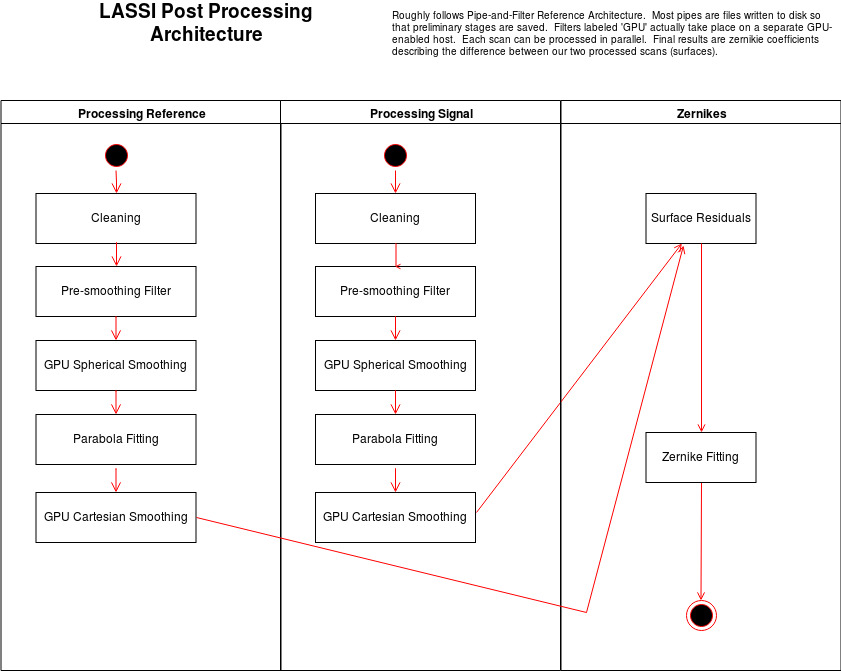 LASSI Post Processing
Architecture
Roughly follows Pipe-and-Filter Reference Architecture.  Most pipes are files written to disk so
that preliminary stages are saved.  Filters labeled 'GPU' actually take place on a separate GPU-
enabled host.  Each scan can be processed in parallel.  Final results are zernikie coefficients
describing the difference between our two processed scans (surfaces).
Processing Reference
Processing Signal
Zernikes
Cleaning
Cleaning
Surface Residuals
Pre-smoothing Filter
Pre-smoothing Filter
GPU Spherical Smoothing
GPU Spherical Smoothing
Parabola Fitting
Parabola Fitting
Zernike Fitting
GPU Cartesian Smoothing
GPU Cartesian Smoothing